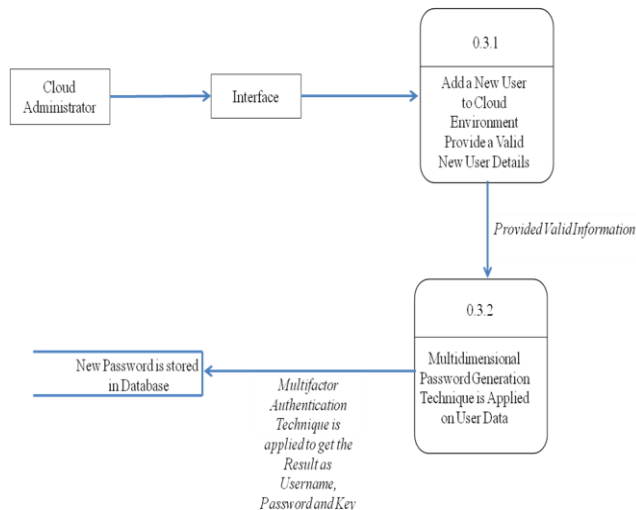 0.3.1
Cloud
Administrator
Interface
Add a New User
to Cloud
Environment
Provide a Valid
New User Details
Provided Valid Information
0.3.2
New Password is stored
in Database
Multidimensional
Password Generation
Technique is Applied
on User Data
Multifactor
Authentication
Technique is
applied to get the
Result as
Username,
Password and Key